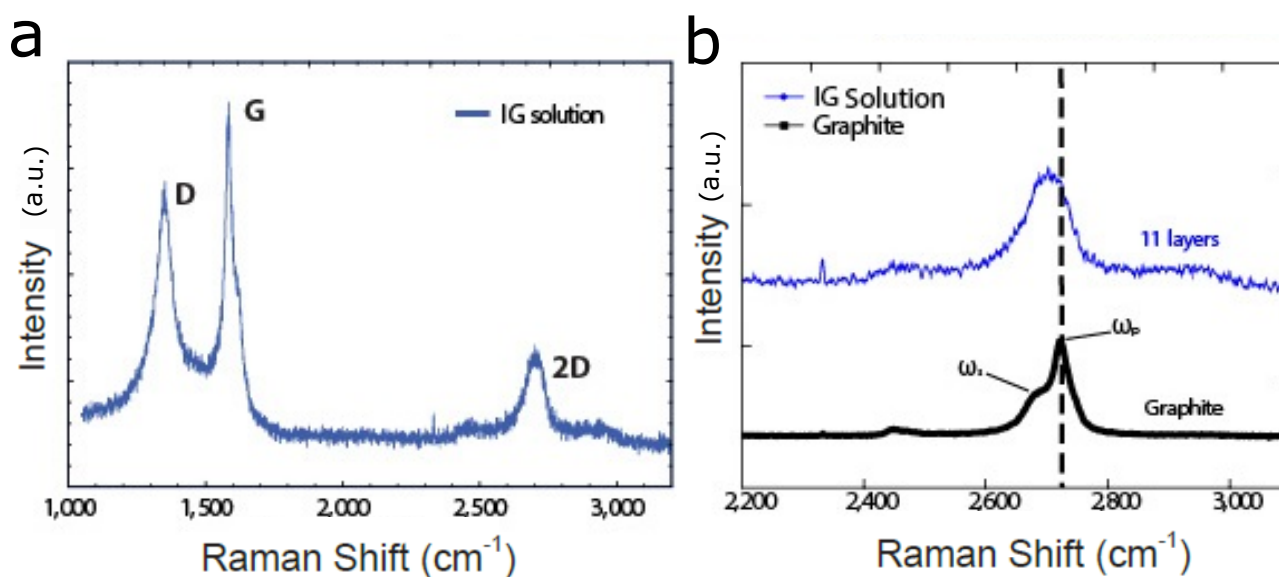 a
G
IG solution
D
2D
Intensity (a.u.)
1,000 1,500 2,000 2,500 3,000
Raman Shift (cm⁻¹)
b
IG Solution
Graphite
11 layers
ωₚ
ωₛ
Graphite
Intensity (a.u.)
2,200 2,400 2,600 2,800 3,000
Raman Shift (cm⁻¹)